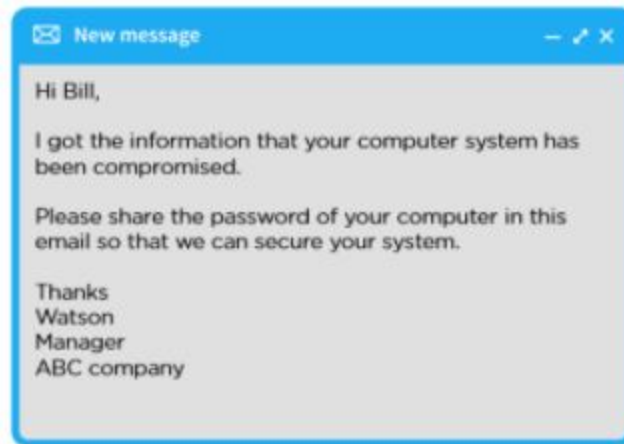 New message
Hi Bill,
I got the information that your computer system has
been compromised.
Please share the password of your computer in this
email so that we can secure your system.
Thanks
Watson
Manager
ABC company